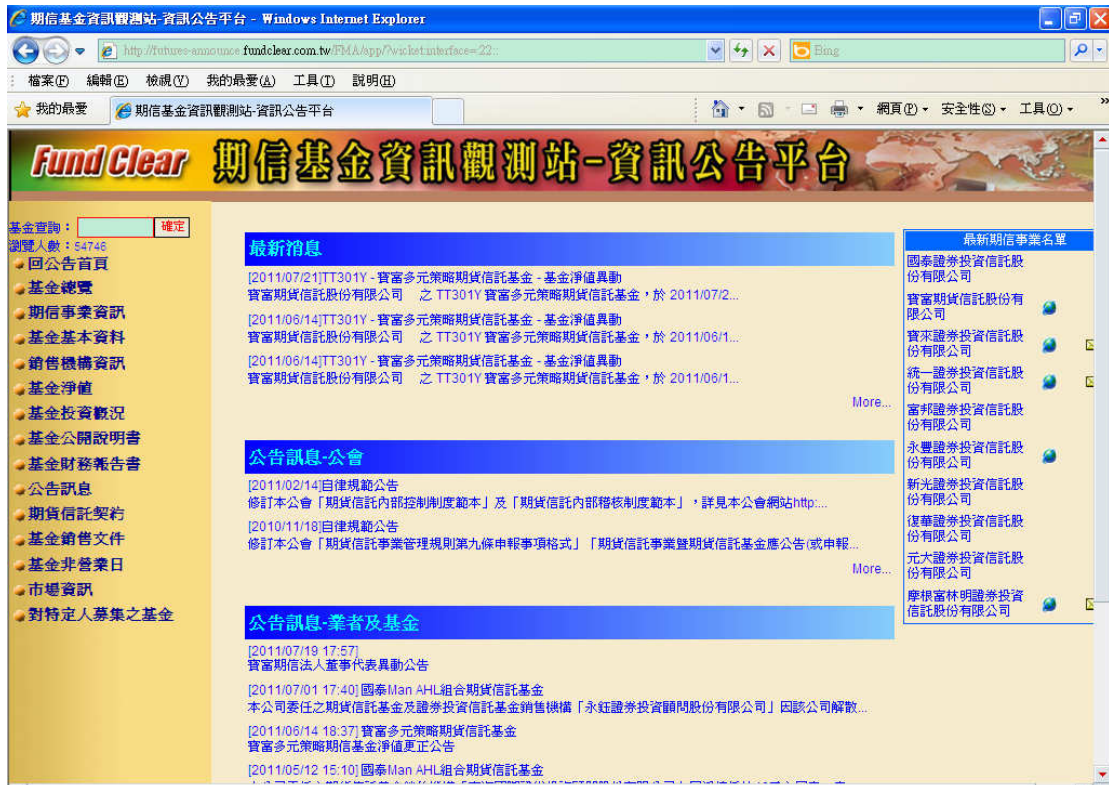 期信基金資訊觀測站-資訊公告平台 - Windows Internet Explorer
http://futures-announce.fundclear.com.tw/FMA/app/?wicket:interface=:22::
Bing
檔案(F) 編輯(E) 檢視(V) 我的最愛(A) 工具(T) 說明(H)
我的最愛 期信基金資訊觀測站-資訊公告平台 網頁(P) 安全性(S) 工具(O)
Fund Clear 期信基金資訊觀測站-資訊公告平台
基金查詢: 確定
瀏覽人數:54746
回公告首頁
基金總覽
期信事業資訊
基金基本資料
銷售機構資訊
基金淨值
基金投資概況
基金公開說明書
基金財務報告書
公告訊息
期貨信託契約
基金銷售文件
基金非營業日
市場資訊
對特定人募集之基金
最新消息
[2011/07/21]TT301Y - 寶富多元策略期貨信託基金 - 基金淨值異動
寶富期貨信託股份有限公司 之 TT301Y 寶富多元策略期貨信託基金,於 2011/07/2...
[2011/06/14]TT301Y - 寶富多元策略期貨信託基金 - 基金淨值異動
寶富期貨信託股份有限公司 之 TT301Y 寶富多元策略期貨信託基金,於 2011/06/1...
[2011/06/14]TT301Y - 寶富多元策略期貨信託基金 - 基金淨值異動
寶富期貨信託股份有限公司 之 TT301Y 寶富多元策略期貨信託基金,於 2011/06/1...
More...
公告訊息-公會
[2011/02/14]自律規範公告
修訂本公會「期貨信託內部控制制度範本」及「期貨信託內部稽核制度範本」,詳見本公會網站http:...
[2010/11/18]自律規範公告
修訂本公會「期貨信託事業管理規則第九條申報事項格式」「期貨信託事業暨期貨信託基金應公告(或申報...
More...
公告訊息-業者及基金
[2011/07/19 17:57]
寶富期信法人董事代表異動公告
[2011/07/01 17:40] 國泰Man AHL組合期貨信託基金
本公司委任之期貨信託基金及證券投資信託基金銷售機構「永鈺證券投資顧問股份有限公司」因該公司解散...
[2011/06/14 18:37] 寶富多元策略期貨信託基金
寶富多元策略期信基金淨值更正公告
[2011/05/12 15:10] 國泰Man AHL組合期貨信託基金
最新期信事業名單
國泰證券投資信託股
份有限公司
寶富期貨信託股份有
限公司
寶來證券投資信託股
份有限公司
統一證券投資信託股
份有限公司
富邦證券投資信託股
份有限公司
永豐證券投資信託股
份有限公司
新光證券投資信託股
份有限公司
復華證券投資信託股
份有限公司
元大證券投資信託股
份有限公司
摩根富林明證券投資
信託股份有限公司